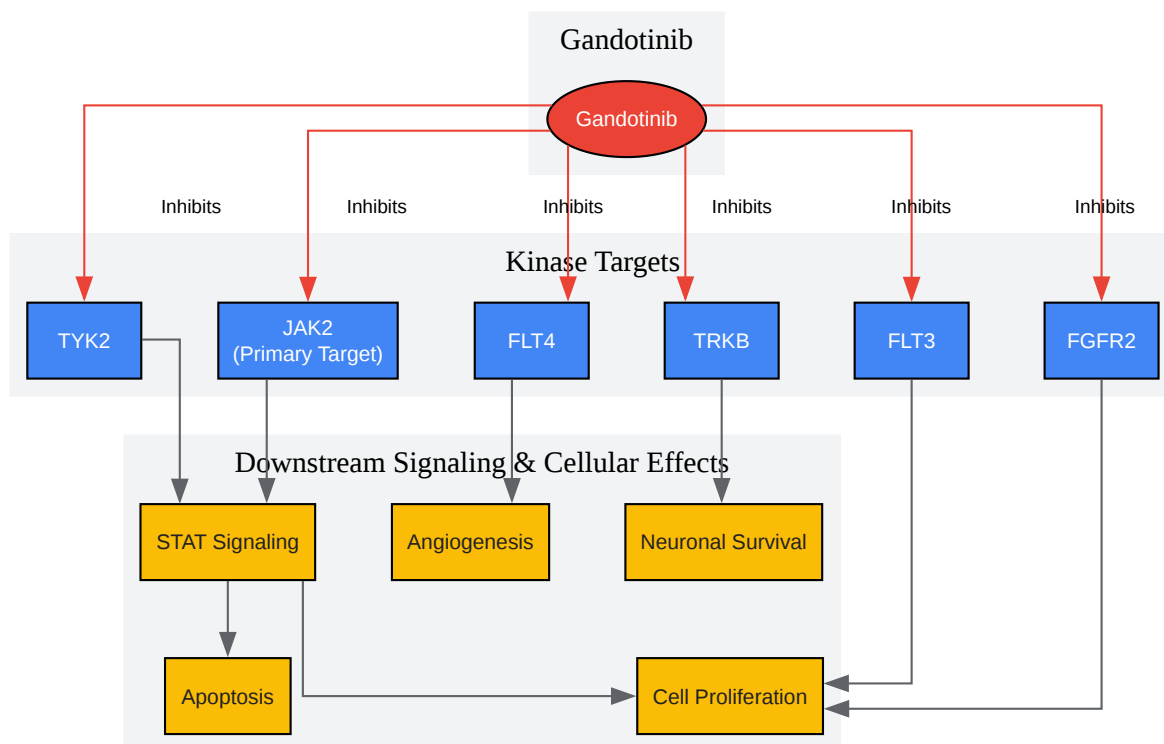 Gandotinib
Gandotinib
Inhibits
Inhibits
Inhibits
Inhibits
Inhibits
Inhibits
Kinase Targets
TYK2
JAK2
(Primary Target)
FLT4
TRKB
FLT3
FGFR2
Downstream Signaling & Cellular Effects
STAT Signaling
Angiogenesis
Neuronal Survival
Apoptosis
Cell Proliferation